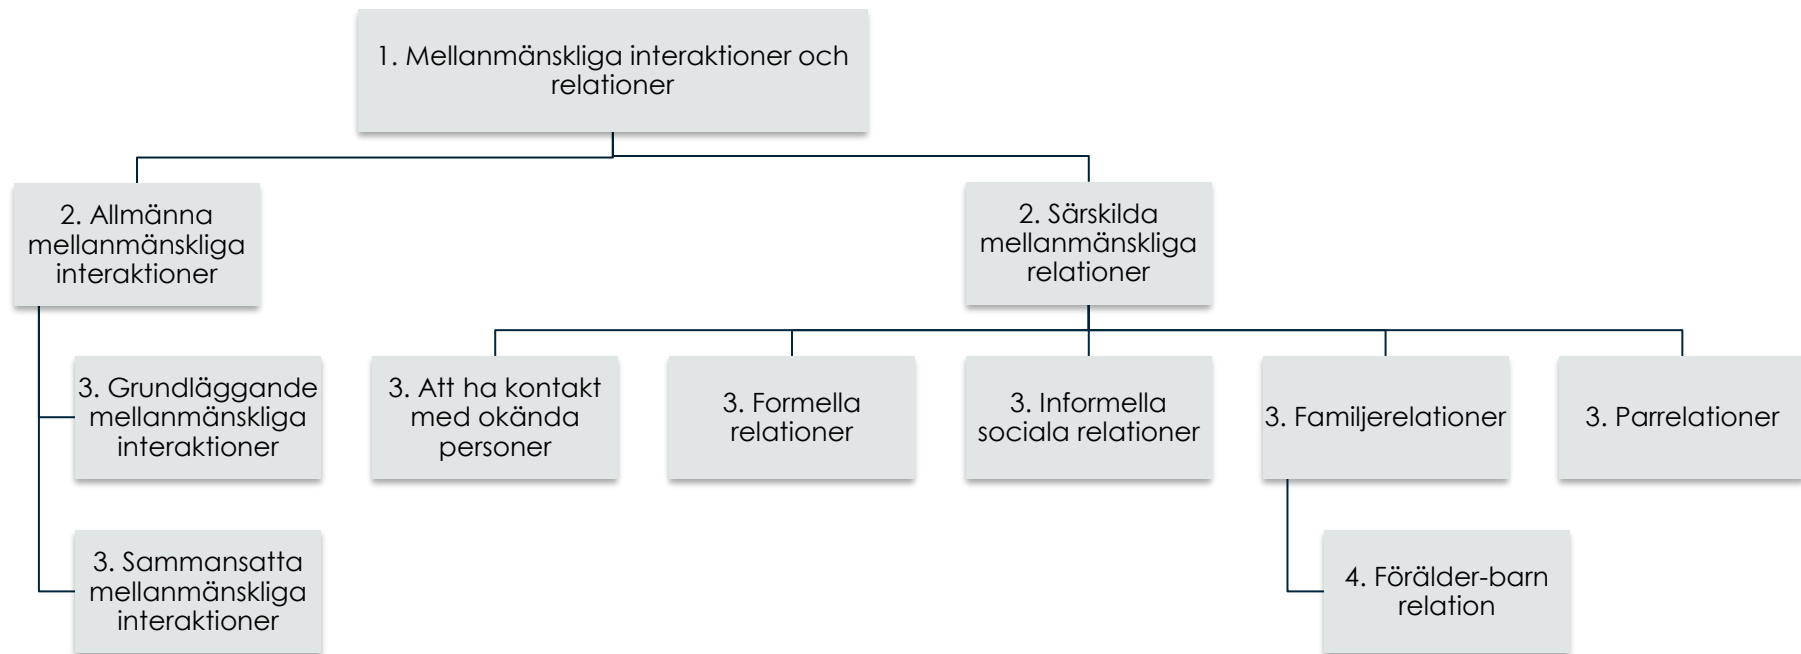 1. Mellanmänskliga interaktioner och
relationer
2. Allmänna
mellanmänskliga
interaktioner
2. Särskilda
mellanmänskliga
relationer
3. Grundläggande
mellanmänskliga
interaktioner
3. Att ha kontakt
med okända
personer
3. Formella
relationer
3. Informella
sociala relationer
3. Familjerelationer
3. Parrelationer
3. Sammansatta
mellanmänskliga
interaktioner
4. Förälder-barn
relation